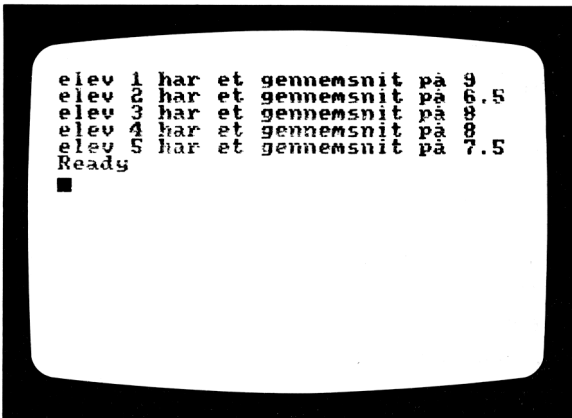 elev 1 har et gennemsnit på 9
elev 2 har et gennemsnit på 6.5
elev 3 har et gennemsnit på 8
elev 4 har et gennemsnit på 8
elev 5 har et gennemsnit på 7.5
Ready